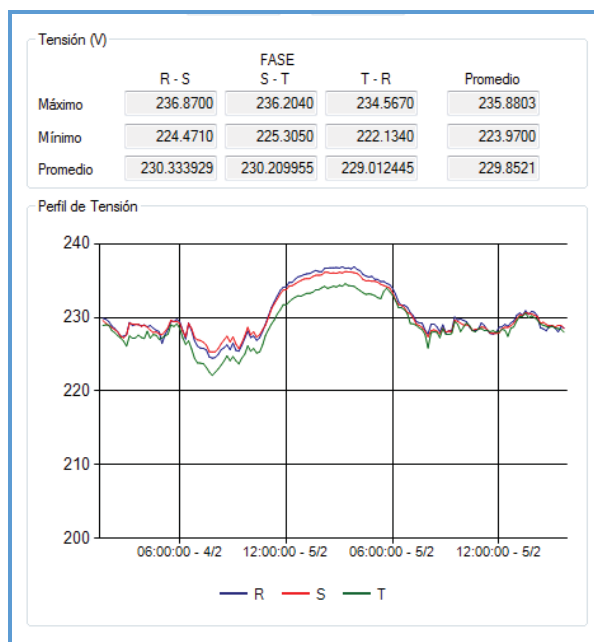 Tensión (V)
FASE
R - S S - T T - R Promedio
Máximo 236.8700 236.2040 234.5670 235.8803
Mínimo 224.4710 225.3050 222.1340 223.9700
Promedio 230.333929 230.209955 229.012445 229.8521
Perfil de Tensión
240
230
220
210
200
06:00:00 - 4/2 12:00:00 - 5/2 06:00:00 - 5/2 12:00:00 - 5/2
R S T